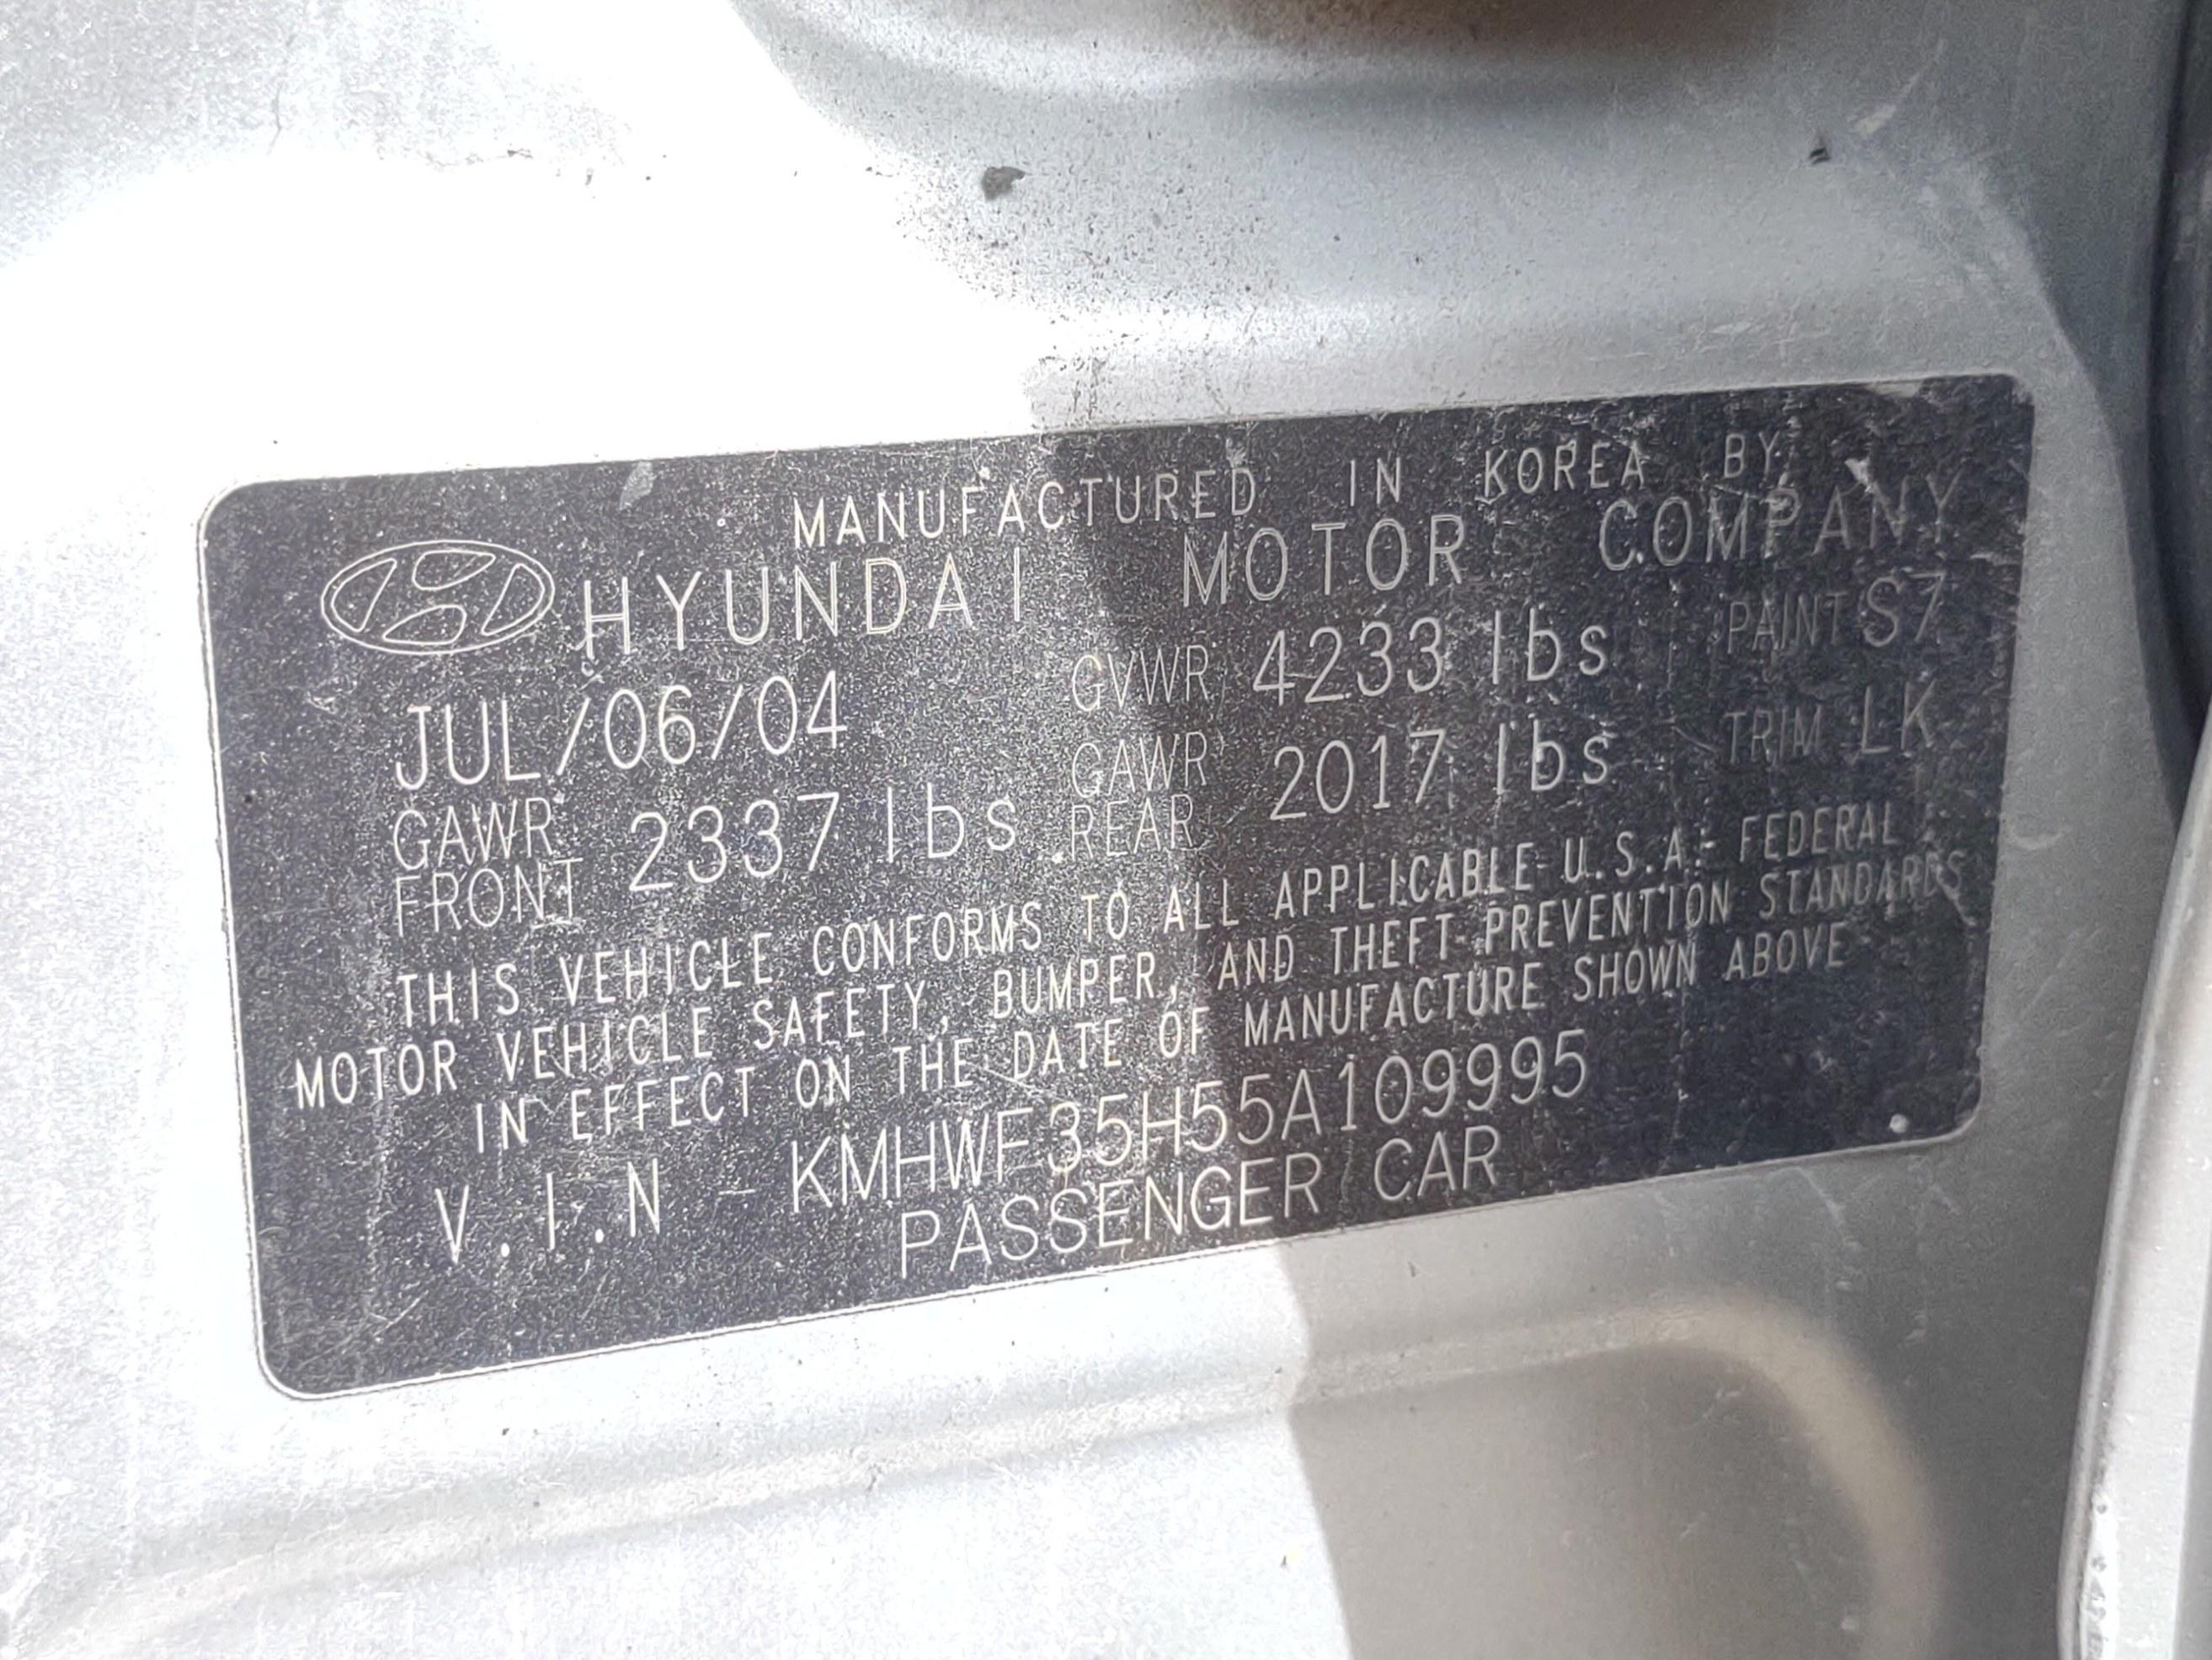 MANUFACTURED IN KOREA BY
HYUNDAI MOTOR COMPANY
JUL/06/04 GVWR 4233 lbs PAINT S7
GAWR FRONT 2337 lbs GAWR REAR 2017 lbs TRIM LK
THIS VEHICLE CONFORMS TO ALL APPLICABLE U.S.A. FEDERAL
MOTOR VEHICLE SAFETY, BUMPER, AND THEFT PREVENTION STANDARDS
IN EFFECT ON THE DATE OF MANUFACTURE SHOWN ABOVE
V.I.N - KMHWF35H55A109995
PASSENGER CAR